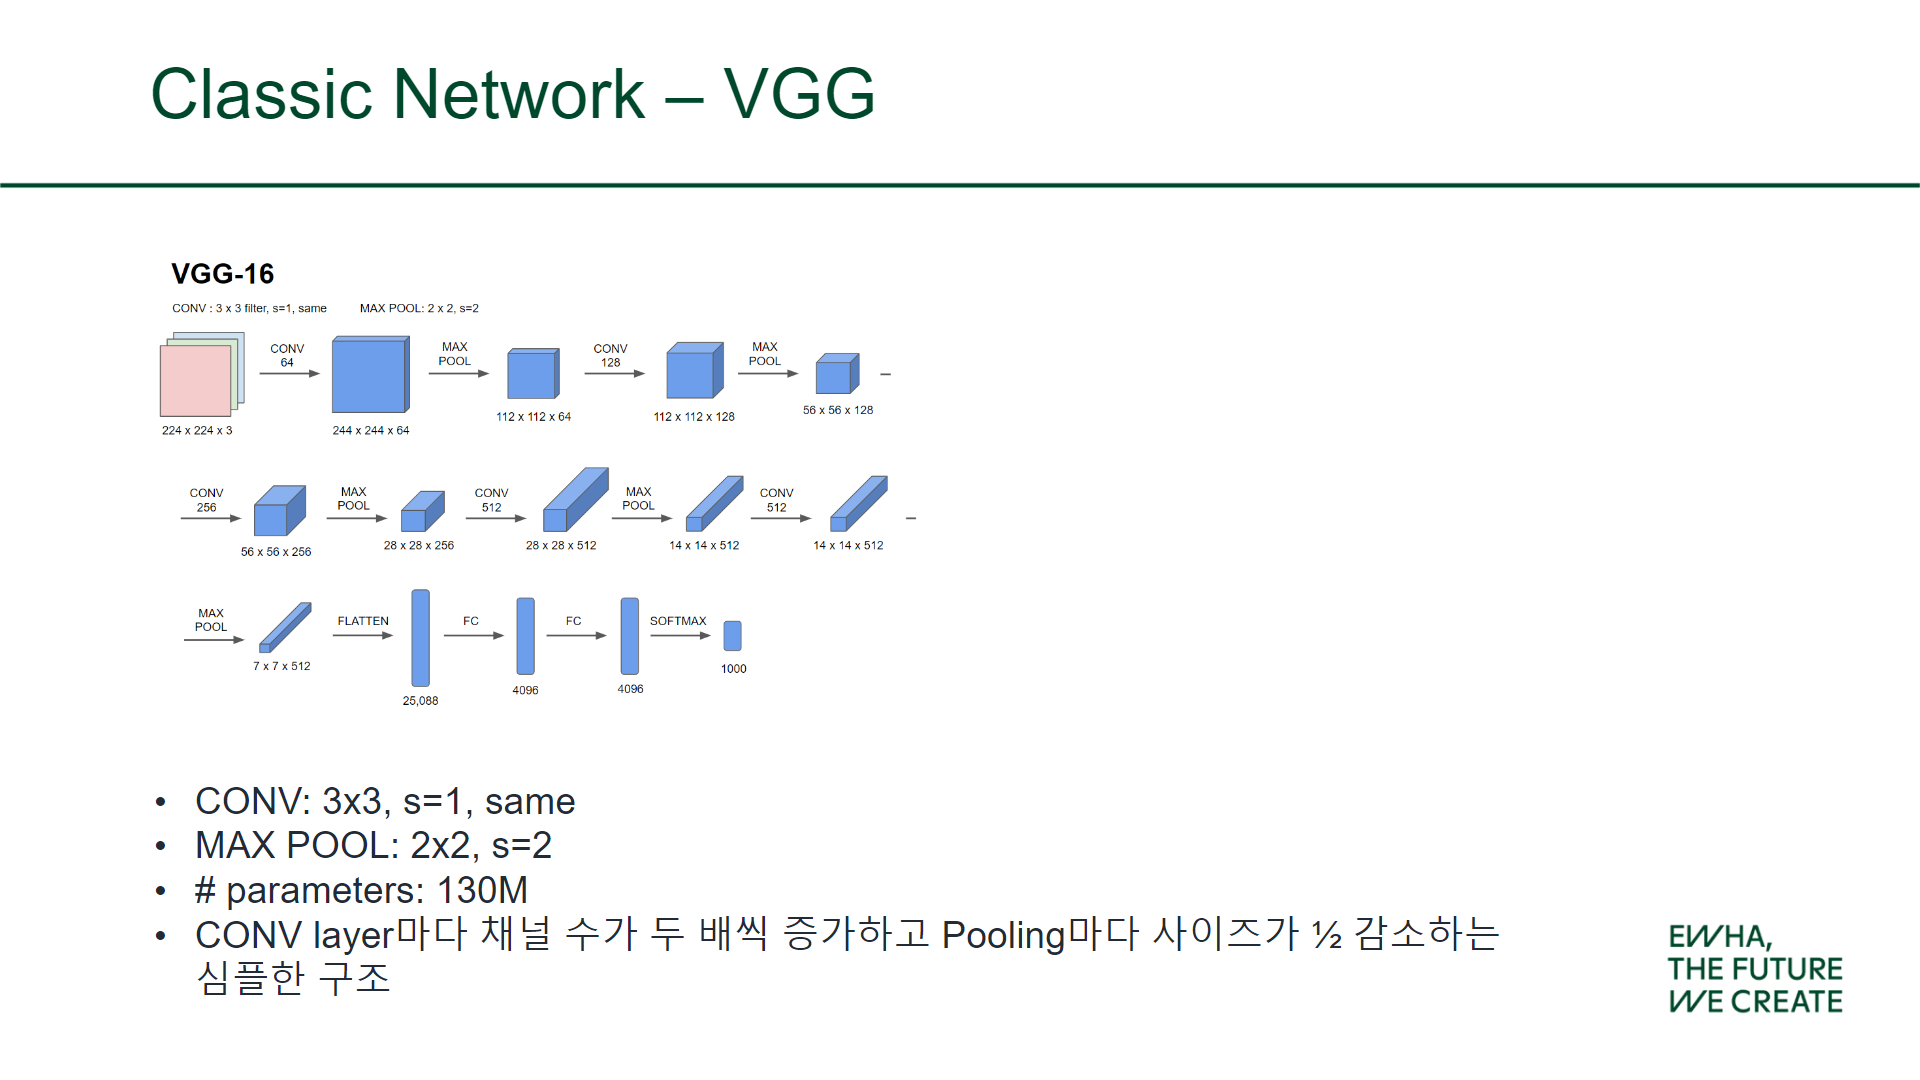 Classic Network – VGG
VGG-16
CONV : 3 x 3 filter, s=1, same
MAX POOL: 2 x 2, s=2
CONV
64
MAX
POOL
CONV
128
MAX
POOL
224 x 224 x 3
244 x 244 x 64
112 x 112 x 64
112 x 112 x 128
56 x 56 x 128
CONV
256
MAX
POOL
CONV
512
MAX
POOL
CONV
512
56 x 56 x 256
28 x 28 x 256
28 x 28 x 512
14 x 14 x 512
14 x 14 x 512
MAX
POOL
FLATTEN
FC
FC
SOFTMAX
7 x 7 x 512
25,088
4096
4096
1000
• CONV: 3x3, s=1, same
• MAX POOL: 2x2, s=2
• # parameters: 130M
• CONV layer마다 채널 수가 두 배씩 증가하고 Pooling마다 사이즈가 ½ 감소하는
심플한 구조
EWHA,
THE FUTURE
WE CREATE